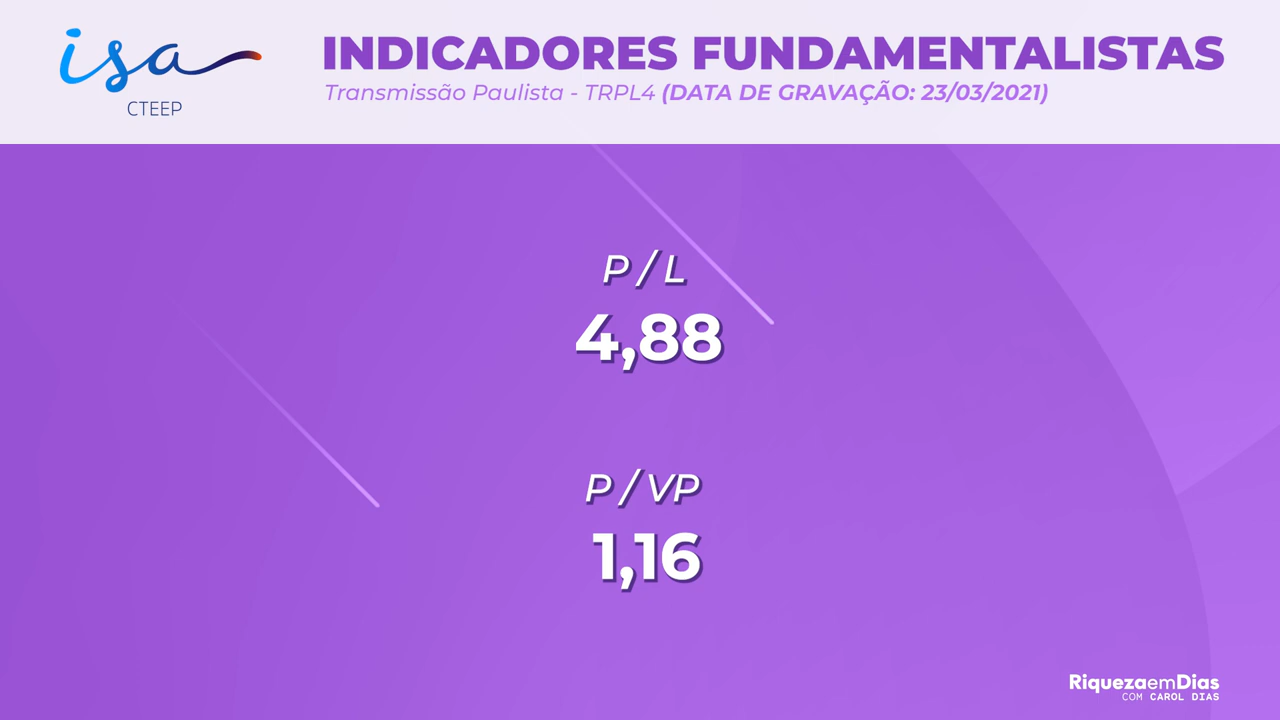 isa
CTEEP
INDICADORES FUNDAMENTALISTAS
Transmissão Paulista - TRPL4 (DATA DE GRAVAÇÃO: 23/03/2021)
P / L
4,88
P / VP
1,16
RiquezaemDias
COM CAROL DIAS